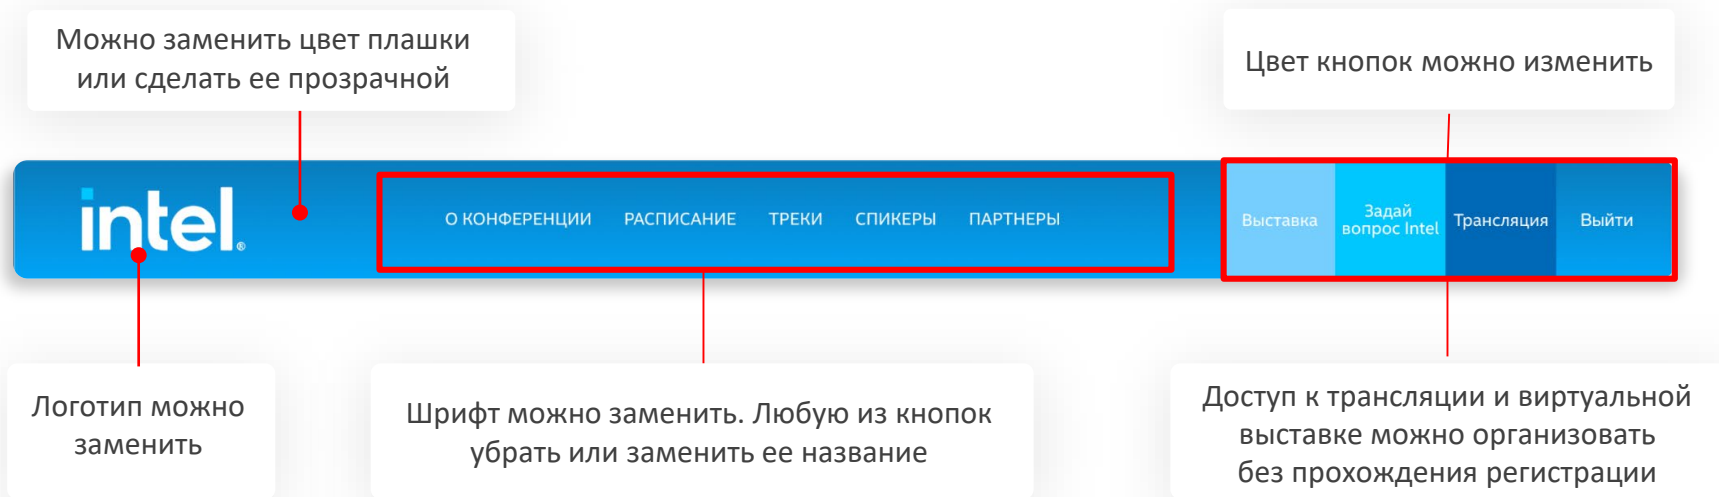 Можно заменить цвет плашки
или сделать ее прозрачной
Цвет кнопок можно изменить
intel®
О КОНФЕРЕНЦИИ
РАСПИСАНИЕ
ТРЕКИ
СПИКЕРЫ
ПАРТНЕРЫ
Выставка
Задай
вопрос Intel
Трансляция
Выйти
Логотип можно
заменить
Шрифт можно заменить. Любую из кнопок
убрать или заменить ее название
Доступ к трансляции и виртуальной
выставке можно организовать
без прохождения регистрации